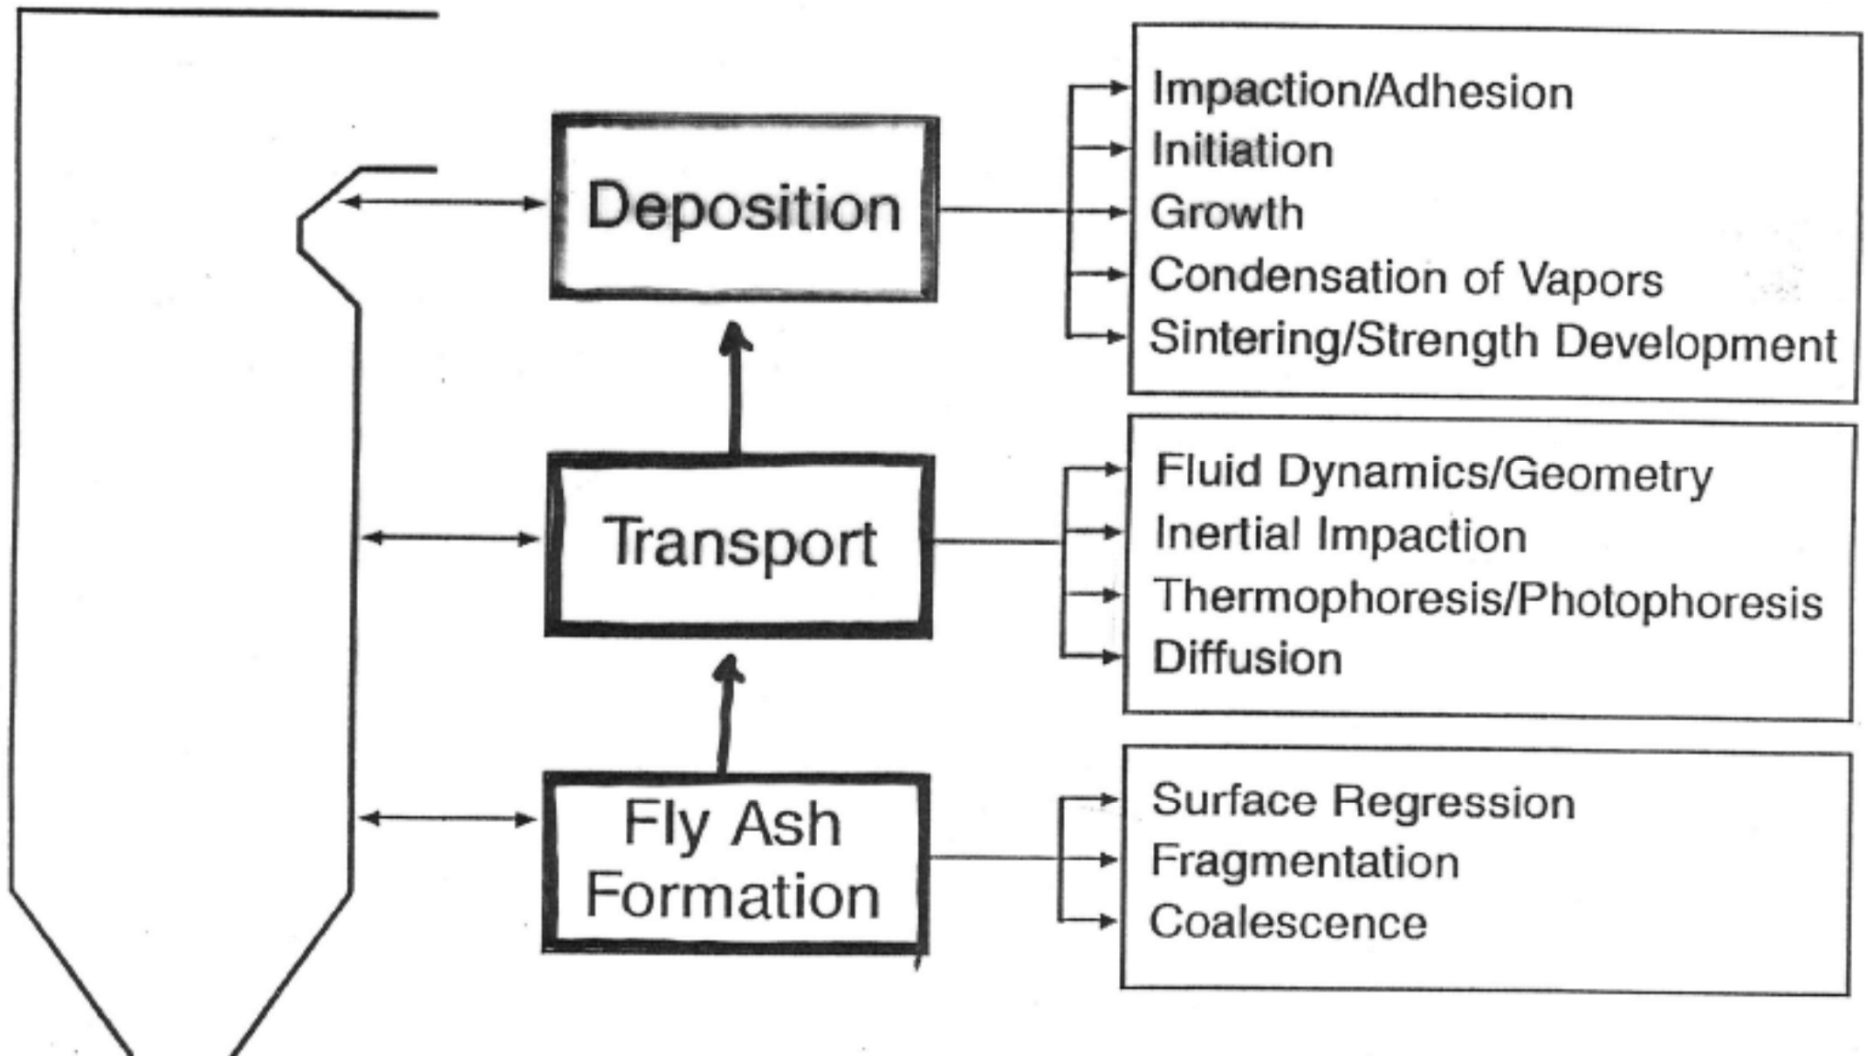 Deposition
Impaction/Adhesion
Initiation
Growth
Condensation of Vapors
Sintering/Strength Development
Transport
Fluid Dynamics/Geometry
Inertial Impaction
Thermophoresis/Photophoresis
Diffusion
Fly Ash
Formation
Surface Regression
Fragmentation
Coalescence